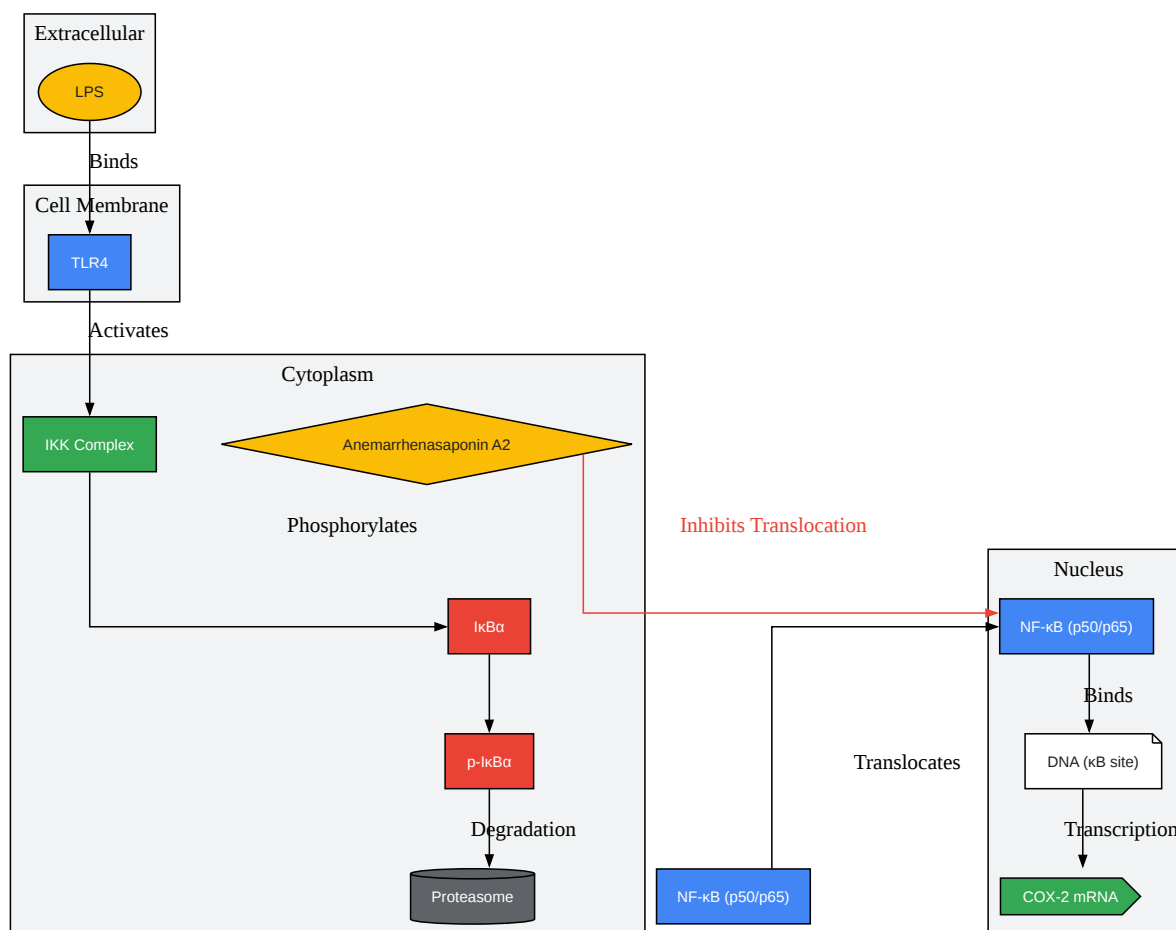 Extracellular
LPS
Binds
Cell Membrane
TLR4
Activates
Cytoplasm
IKK Complex
Anemarrhenasaponin A2
Phosphorylates
Inhibits Translocation
Nucleus
IκBα
NF-κB (p50/p65)
Binds
p-IκBα
Translocates
DNA (κB site)
Degradation
Transcription
Proteasome
NF-κB (p50/p65)
COX-2 mRNA